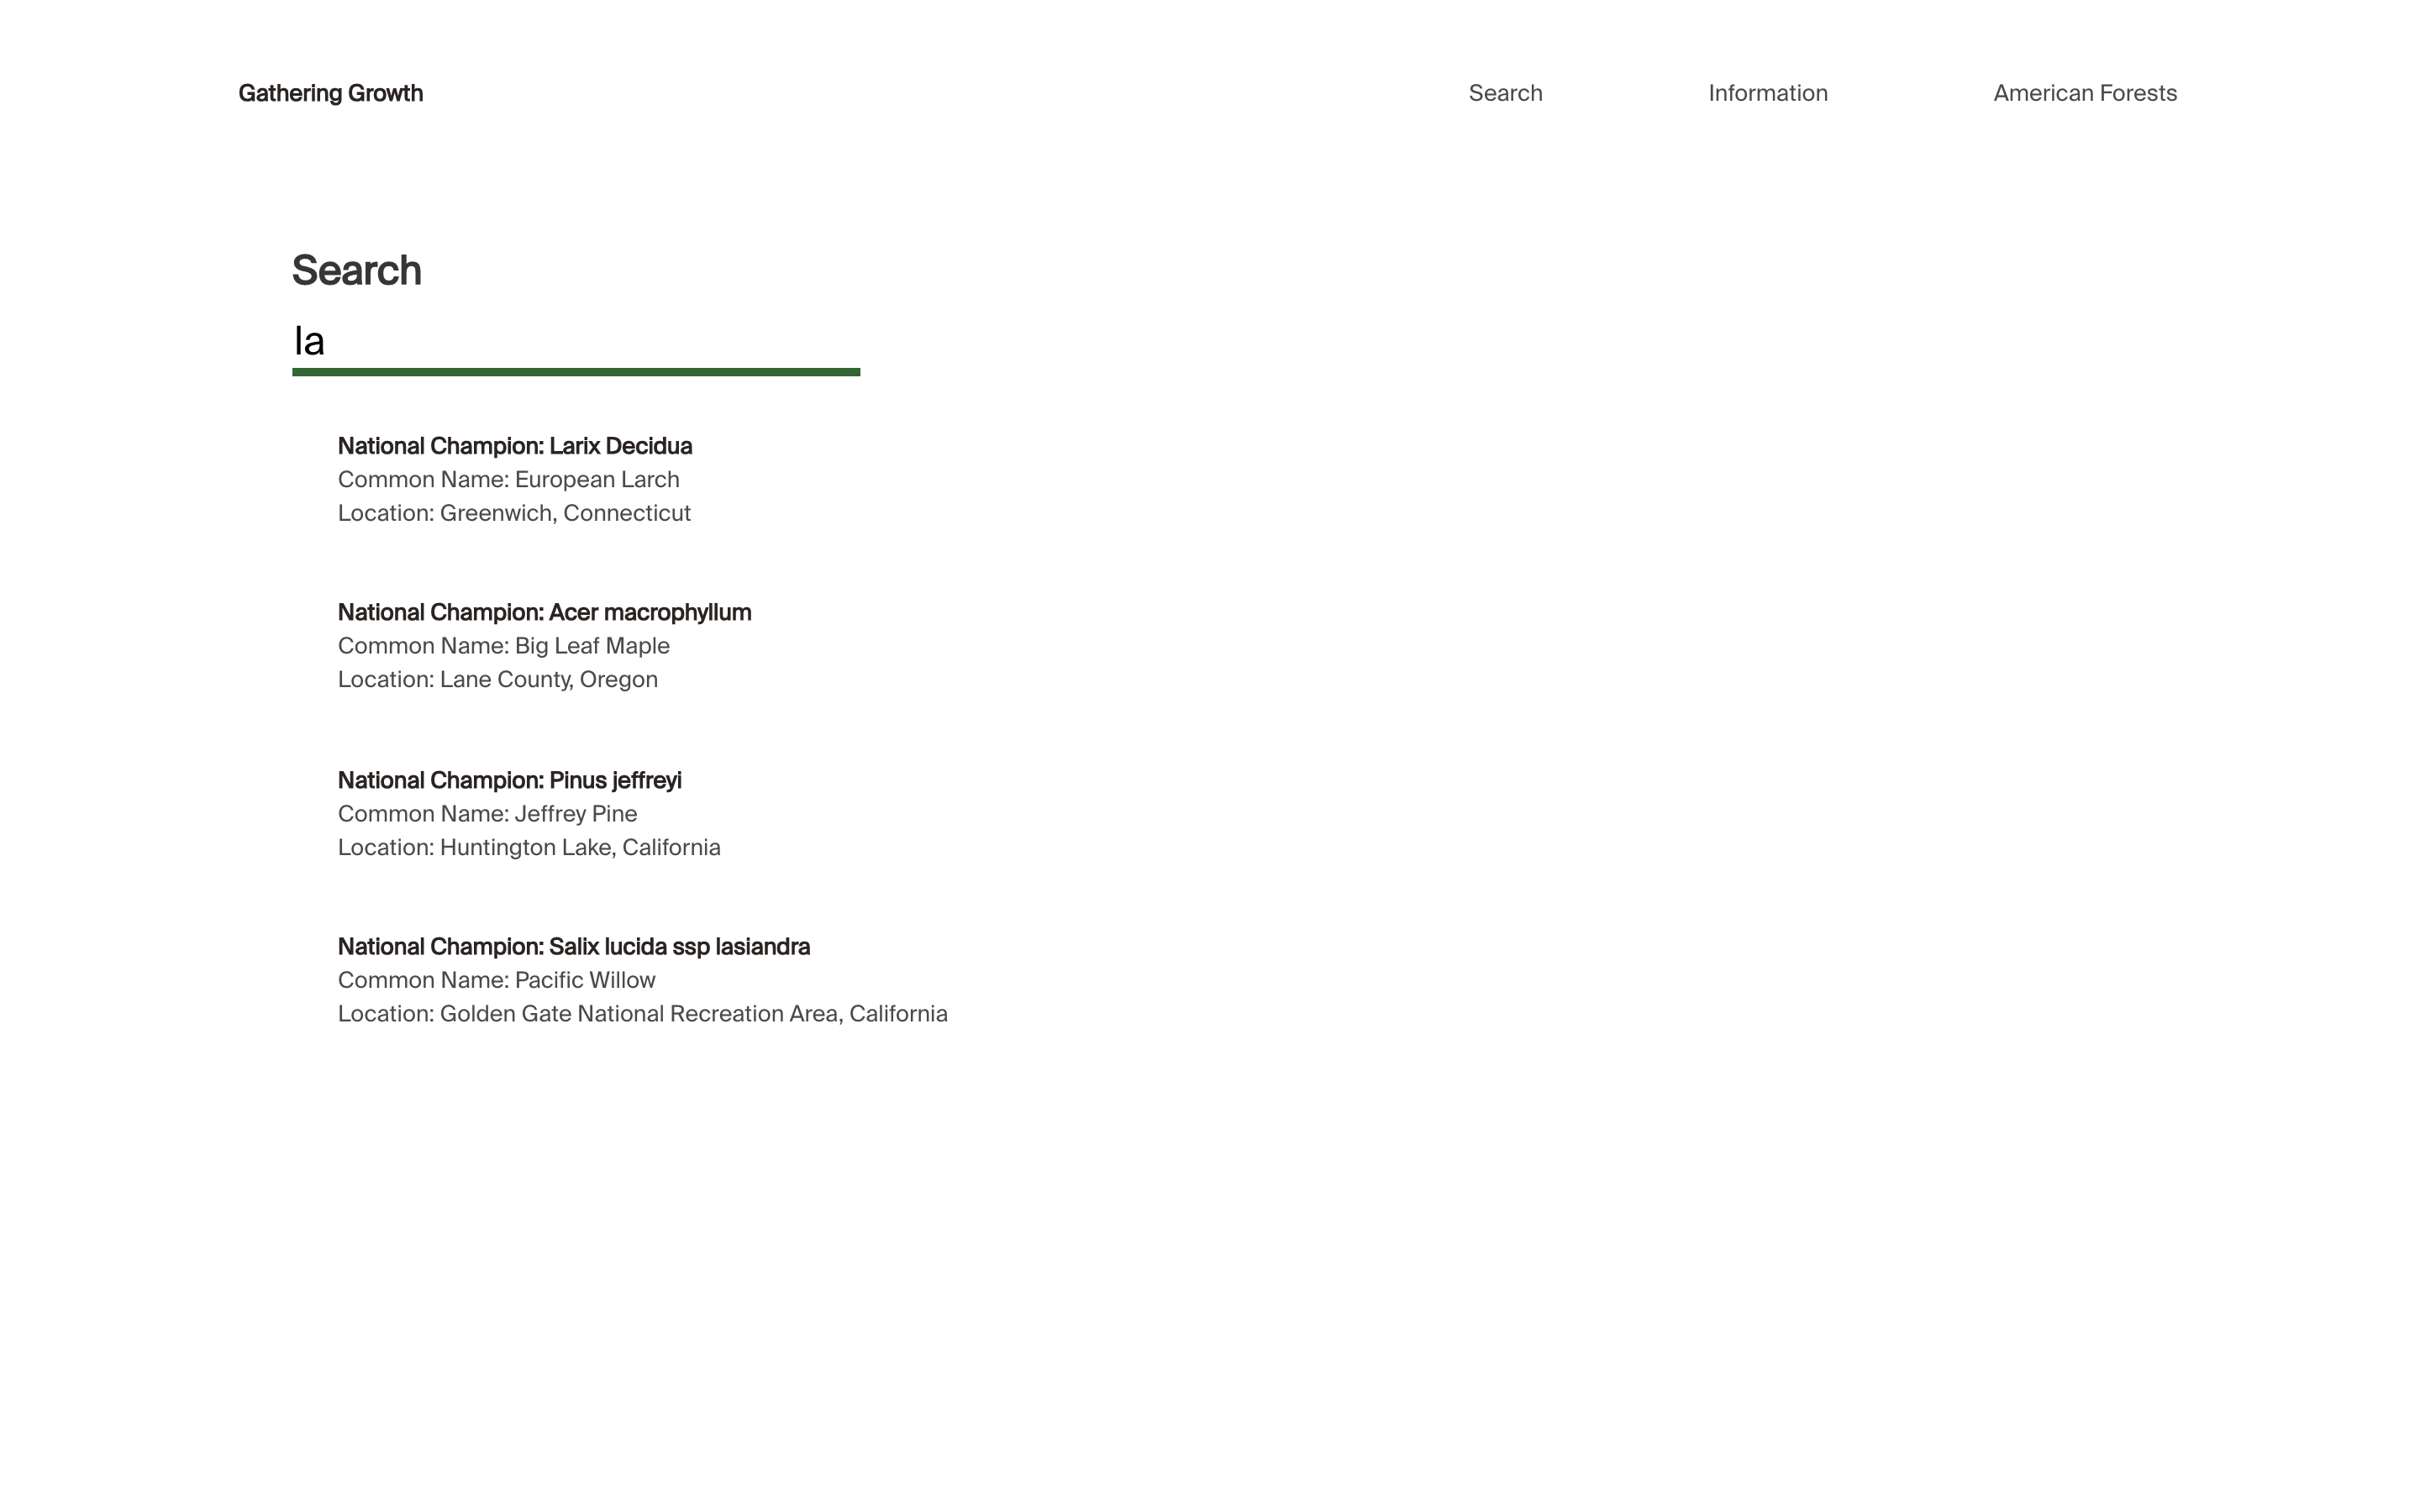 Gathering Growth
Search
Information
American Forests
Search
la
National Champion: Larix Decidua
Common Name: European Larch
Location: Greenwich, Connecticut
National Champion: Acer macrophyllum
Common Name: Big Leaf Maple
Location: Lane County, Oregon
National Champion: Pinus jeffreyi
Common Name: Jeffrey Pine
Location: Huntington Lake, California
National Champion: Salix lucida ssp lasiandra
Common Name: Pacific Willow
Location: Golden Gate National Recreation Area, California